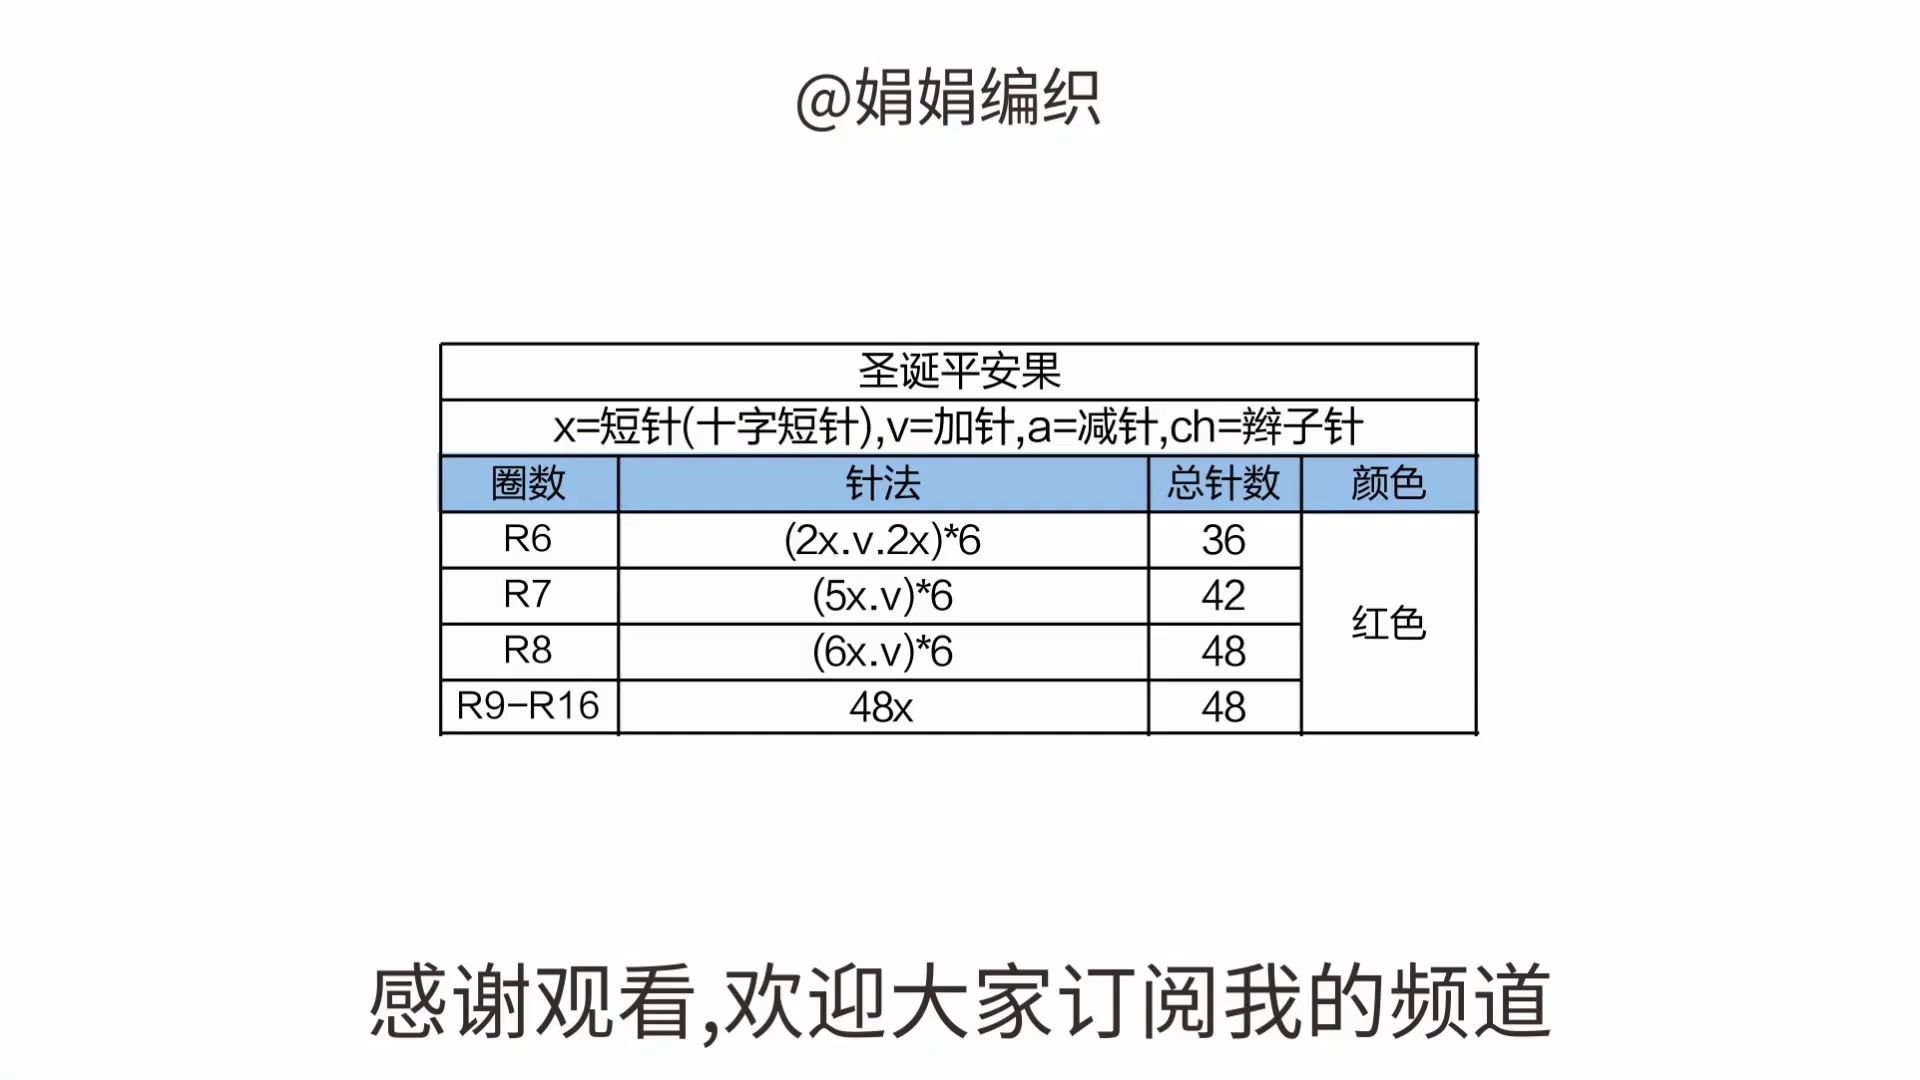 @娟娟编织
圣诞平安果
x=短针(十字短针),v=加针,a=减针,ch=辫子针
圈数 针法 总针数 颜色
R6 (2x.v.2x)*6 36
R7 (5x.v)*6 42
红色
R8 (6x.v)*6 48
R9-R16 48x 48
感谢观看,欢迎大家订阅我的频道